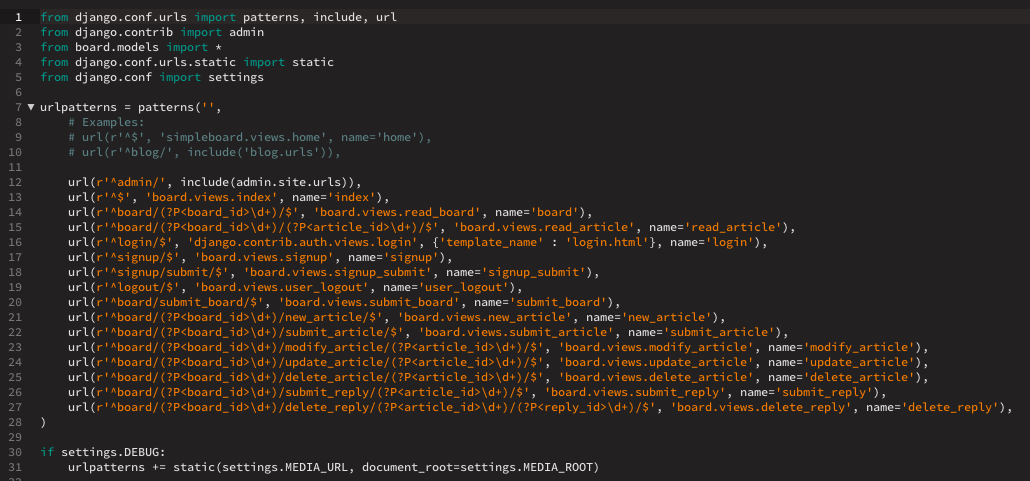 1 from django.conf.urls import patterns, include, url
2 from django.contrib import admin
3 from board.models import *
4 from django.conf.urls.static import static
5 from django.conf import settings
6
7 ▼ urlpatterns = patterns('',
8     # Examples:
9     # url(r'^$', 'simpleboard.views.home', name='home'),
10     # url(r'^blog/', include('blog.urls')),
11
12     url(r'^admin/', include(admin.site.urls)),
13     url(r'^$', 'board.views.index', name='index'),
14     url(r'^board/(?P<board_id>\d+)/$', 'board.views.read_board', name='board'),
15     url(r'^board/(?P<board_id>\d+)/(?P<article_id>\d+)/$', 'board.views.read_article', name='read_article'),
16     url(r'^login/$', 'django.contrib.auth.views.login', {'template_name' : 'login.html'}, name='login'),
17     url(r'^signup/$', 'board.views.signup', name='signup'),
18     url(r'^signup/submit/$', 'board.views.signup_submit', name='signup_submit'),
19     url(r'^logout/$', 'board.views.user_logout', name='user_logout'),
20     url(r'^board/submit_board/$', 'board.views.submit_board', name='submit_board'),
21     url(r'^board/(?P<board_id>\d+)/new_article/$', 'board.views.new_article', name='new_article'),
22     url(r'^board/(?P<board_id>\d+)/submit_article/$', 'board.views.submit_article', name='submit_article'),
23     url(r'^board/(?P<board_id>\d+)/modify_article/(?P<article_id>\d+)/$', 'board.views.modify_article', name='modify_article'),
24     url(r'^board/(?P<board_id>\d+)/update_article/(?P<article_id>\d+)/$', 'board.views.update_article', name='update_article'),
25     url(r'^board/(?P<board_id>\d+)/delete_article/(?P<article_id>\d+)/$', 'board.views.delete_article', name='delete_article'),
26     url(r'^board/(?P<board_id>\d+)/submit_reply/(?P<article_id>\d+)/$', 'board.views.submit_reply', name='submit_reply'),
27     url(r'^board/(?P<board_id>\d+)/delete_reply/(?P<article_id>\d+)/(?P<reply_id>\d+)/$', 'board.views.delete_reply', name='delete_reply'),
28 )
29
30 if settings.DEBUG:
31     urlpatterns += static(settings.MEDIA_URL, document_root=settings.MEDIA_ROOT)